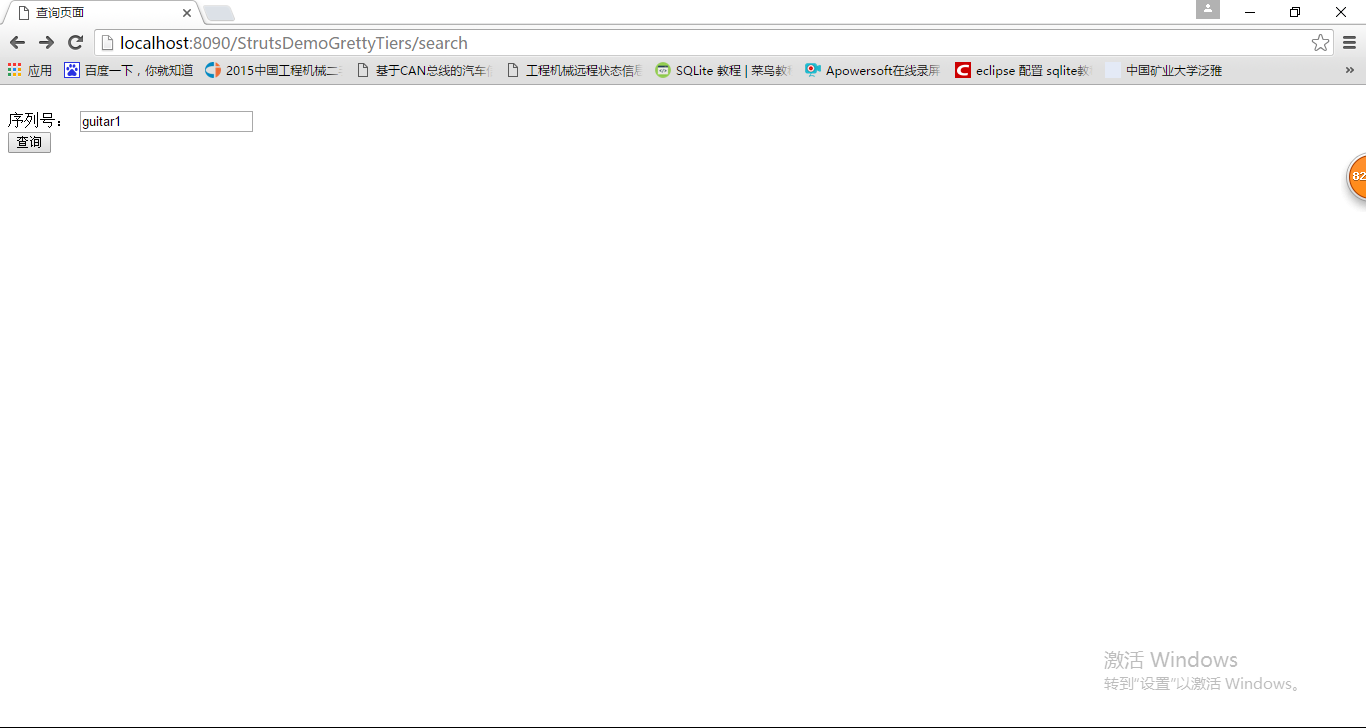 查询页面
localhost:8090/StrutsDemoGrettyTiers/search
应用 百度一下，你就知道 2015中国工程机械二 基于CAN总线的汽车 工程机械远程状态信息 SQLite 教程 | 菜鸟教 Apowersoft在线录屏 eclipse 配置 sqlite教 中国矿业大学泛雅 »
序列号： guitar1
查询
82
激活 Windows
转到"设置"以激活 Windows。